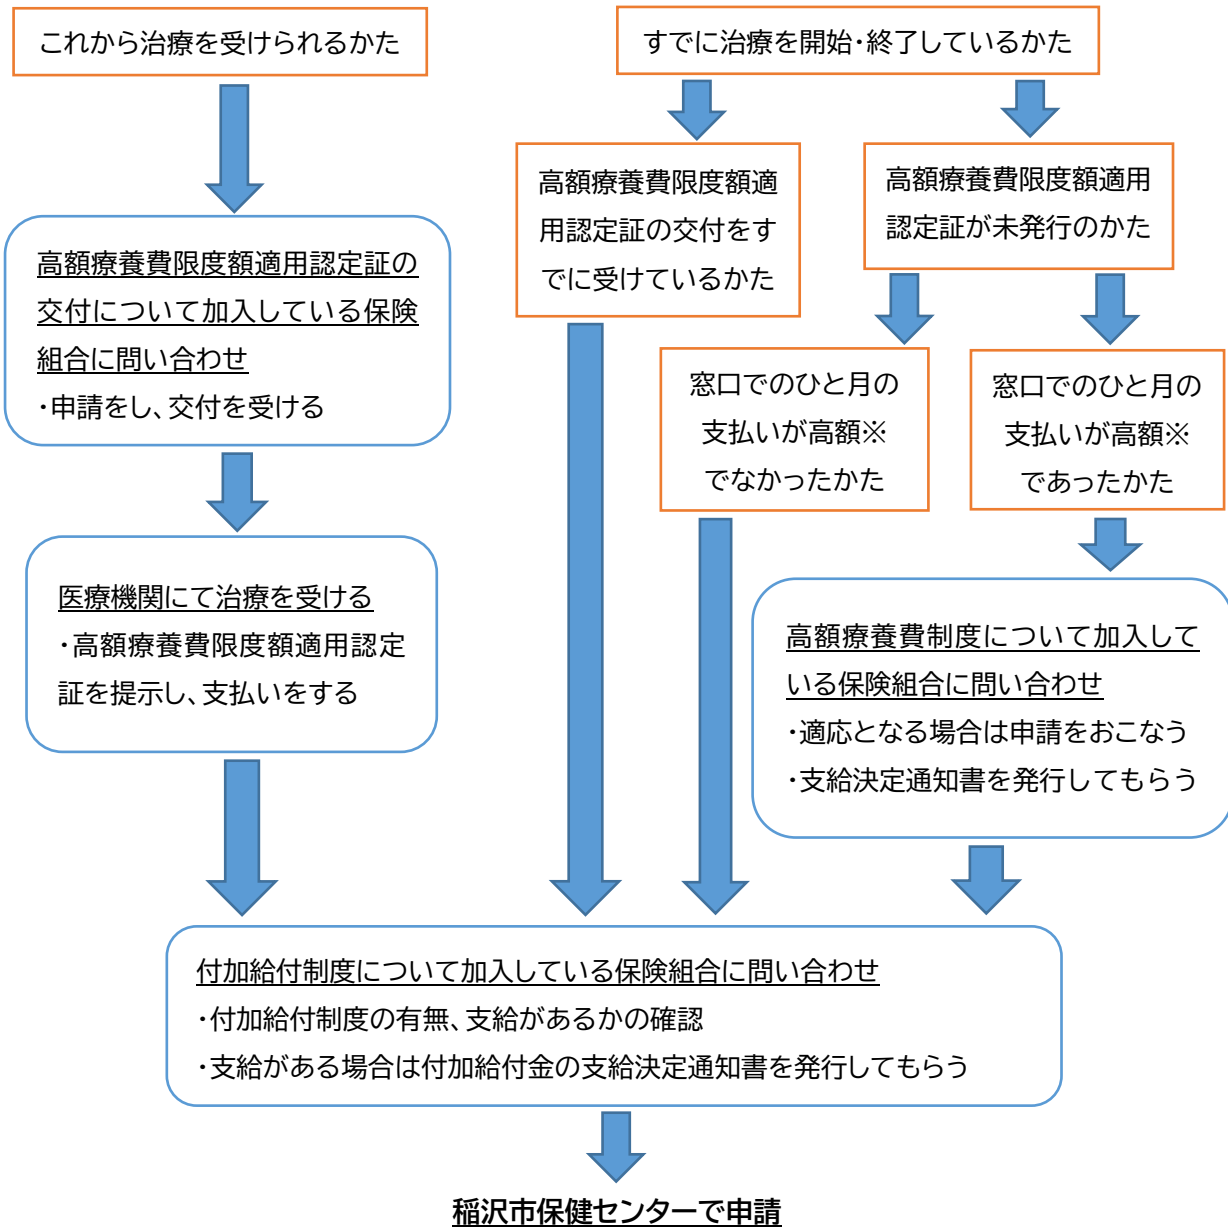 これから治療を受けられるかた
すでに治療を開始・終了しているかた
高額療養費限度額適
用認定証の交付をす
でに受けているかた
高額療養費限度額適用
認定証が未発行のかた
高額療養費限度額適用認定証の
交付について加入している保険
組合に問い合わせ
・申請をし、交付を受ける
窓口でのひと月の
支払いが高額※
でなかったかた
窓口でのひと月の
支払いが高額※
であったかた
医療機関にて治療を受ける
・高額療養費限度額適用認定
証を提示し、支払いをする
高額療養費制度について加入して
いる保険組合に問い合わせ
・適応となる場合は申請をおこなう
・支給決定通知書を発行してもらう
付加給付制度について加入している保険組合に問い合わせ
・付加給付制度の有無、支給があるかの確認
・支給がある場合は付加給付金の支給決定通知書を発行してもらう
稲沢市保健センターで申請